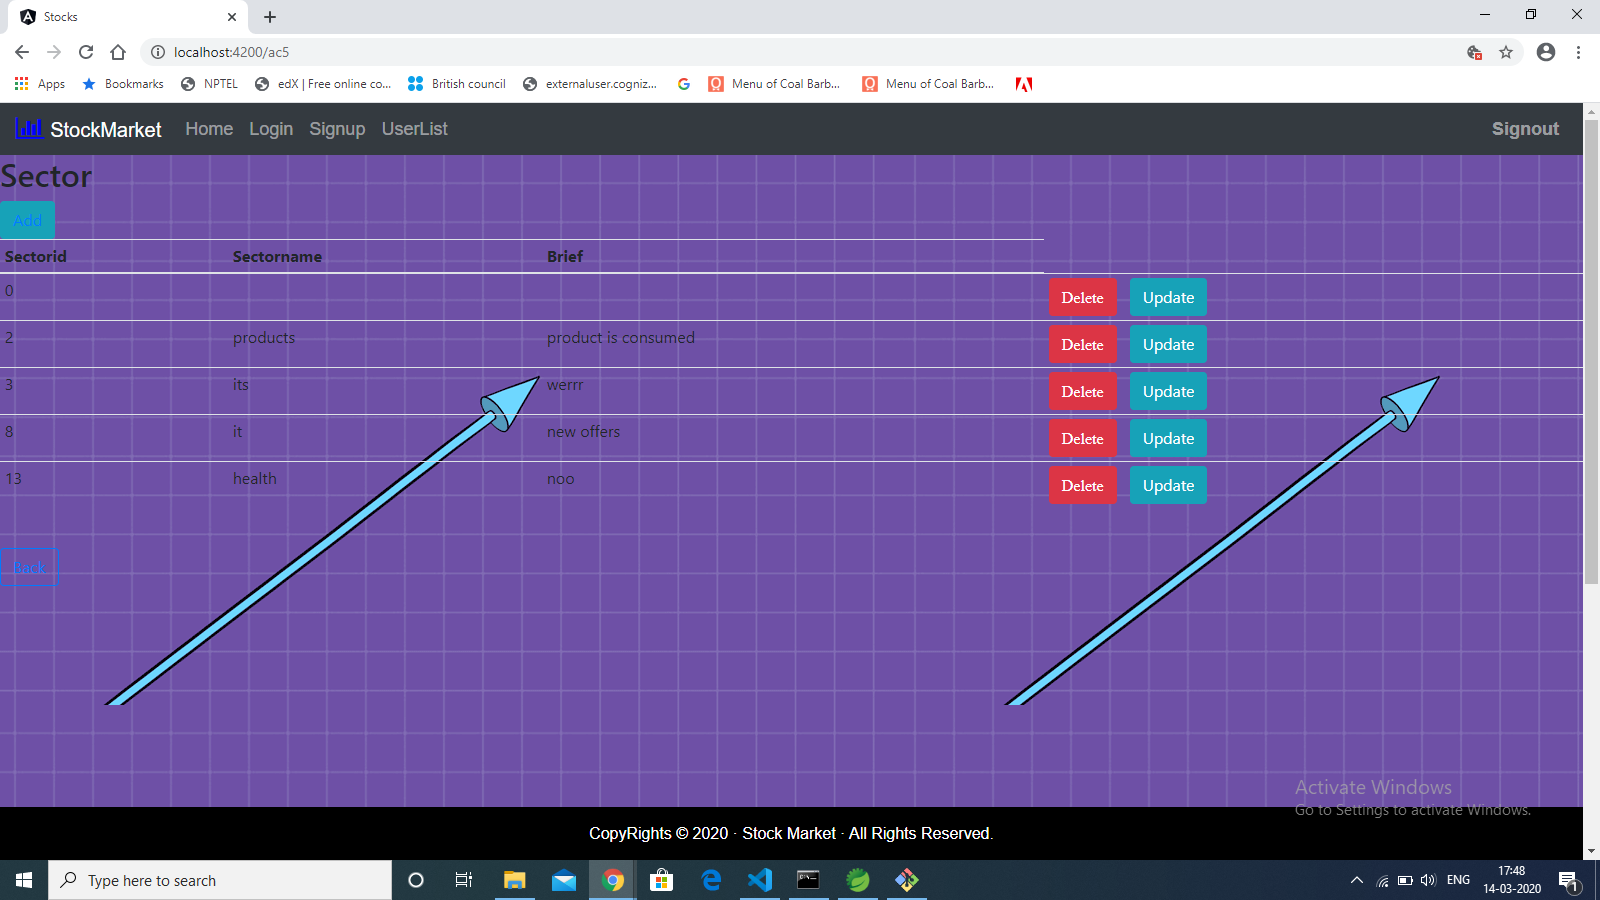 Stocks
localhost:4200/ac5
Apps Bookmarks NPTEL edX | Free online co... British council externaluser.cogniz... Menu of Coal Barb... Menu of Coal Barb...
StockMarket Home Login Signup UserList Signout
Sector
Add
Sectorid Sectorname Brief
0 Delete Update
2 products product is consumed Delete Update
3 its werrr Delete Update
8 it new offers Delete Update
13 health noo Delete Update
Back
Activate Windows
Go to Settings to activate Windows.
CopyRights © 2020 · Stock Market · All Rights Reserved.
Type here to search
ENG
17:48
14-03-2020
1